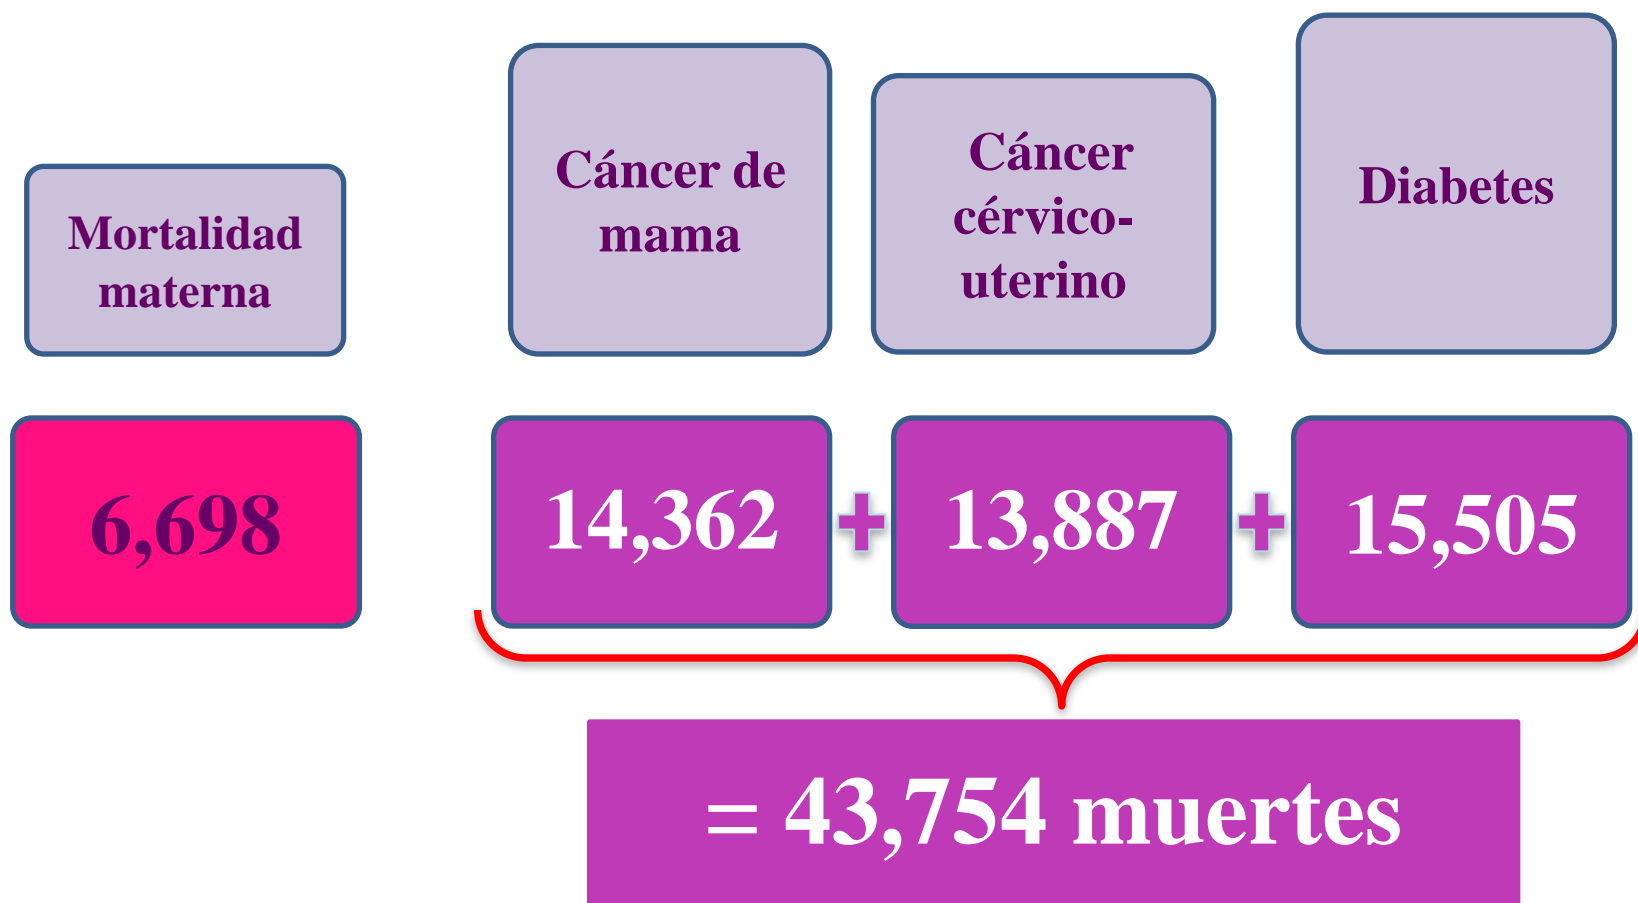 Mortalidad
materna
Cáncer de
mama
Cáncer
cérvico-
uterino
Diabetes
6,698
14,362
+
13,887
+
15,505
= 43,754 muertes